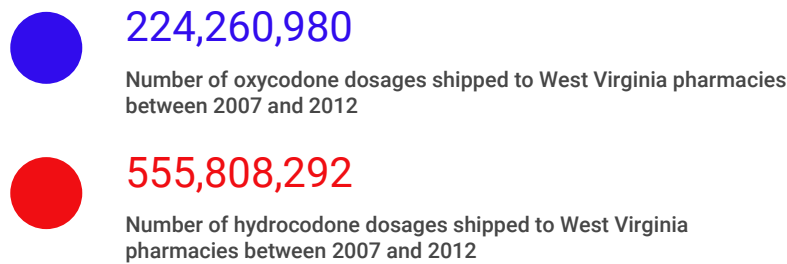 224,260,980
Number of oxycodone dosages shipped to West Virginia pharmacies
between 2007 and 2012
555,808,292
Number of hydrocodone dosages shipped to West Virginia
pharmacies between 2007 and 2012